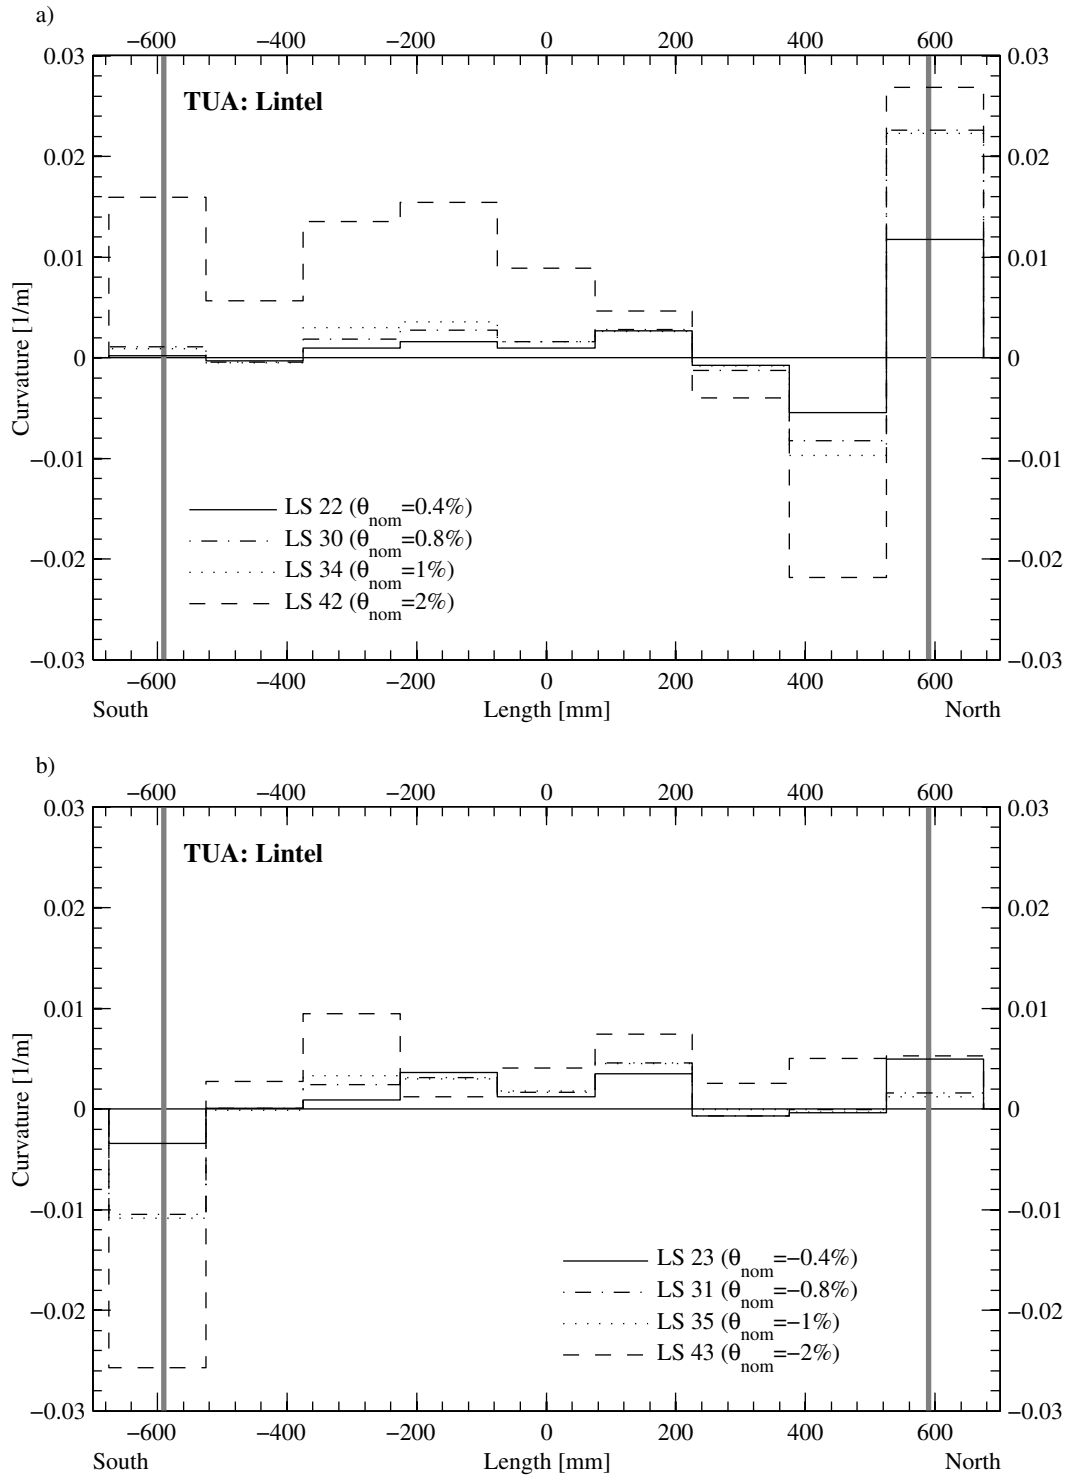 a)
−600 −400 −200 0 200 400 600
0.03 0.03
TUA: Lintel
0.02 0.02
0.01 0.01
0 0
−0.01 −0.01
−0.02 −0.02
−0.03 −0.03
Curvature [1/m]
LS 22 (θnom=0.4%)
LS 30 (θnom=0.8%)
LS 34 (θnom=1%)
LS 42 (θnom=2%)
−600 −400 −200 0 200 400 600
South Length [mm] North
b)
−600 −400 −200 0 200 400 600
0.03 0.03
TUA: Lintel
0.02 0.02
0.01 0.01
0 0
−0.01 −0.01
−0.02 −0.02
−0.03 −0.03
Curvature [1/m]
LS 23 (θnom=−0.4%)
LS 31 (θnom=−0.8%)
LS 35 (θnom=−1%)
LS 43 (θnom=−2%)
−600 −400 −200 0 200 400 600
South Length [mm] North